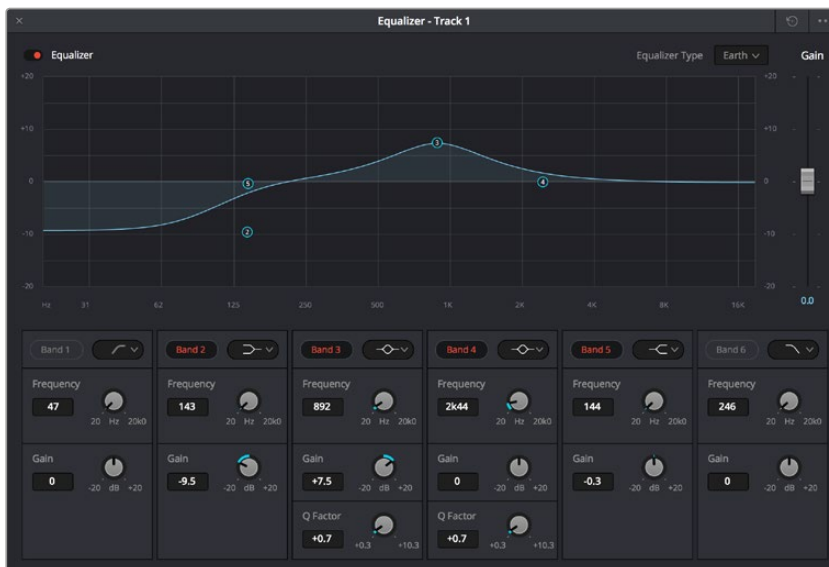 Equalizer - Track 1
Equalizer
Equalizer Type Earth Gain
+20 +20
+10 +10
0 0
-10 -10
-20 -20
Hz 31 62 125 250 500 1K 2K 4K 8K 16K
0.0
5
2
3
4
Band 1 Band 2 Band 3 Band 4 Band 5 Band 6
Frequency Frequency Frequency Frequency Frequency Frequency
47 143 892 2k44 144 246
20 Hz 20k0 20 Hz 20k0 20 Hz 20k0 20 Hz 20k0 20 Hz 20k0 20 Hz 20k0
Gain Gain Gain Gain Gain Gain
0 -9.5 +7.5 0 -0.3 0
-20 dB +20 -20 dB +20 -20 dB +20 -20 dB +20 -20 dB +20 -20 dB +20
Q Factor Q Factor
+0.7 +0.7
+0.3 +10.3 +0.3 +10.3